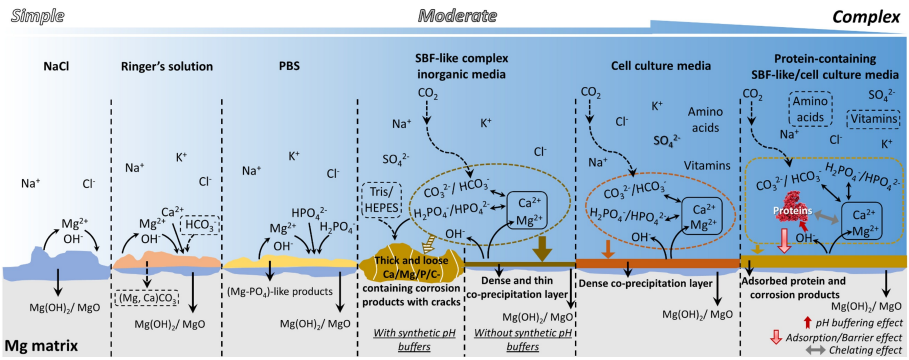 Simple
Moderate
Complex
NaCl
Na⁺
Cl⁻
Mg²⁺
OH⁻
Mg(OH)₂/ MgO
Ringer's solution
K⁺
Na⁺
Cl⁻
Ca²⁺
Mg²⁺
OH⁻
HCO₃⁻
(Mg, Ca)CO₃
Mg(OH)₂/ MgO
PBS
K⁺
Na⁺
Cl⁻
HPO₄²⁻
Mg²⁺
H₂PO₄⁻
OH⁻
(Mg-PO₄)-like products
Mg(OH)₂/ MgO
SBF-like complex
inorganic media
CO₂
Na⁺
K⁺
SO₄²⁻
Cl⁻
Tris/
HEPES
CO₃²⁻/ HCO₃⁻
H₂PO₄⁻/HPO₄²⁻
Ca²⁺
Mg²⁺
OH⁻
Thick and loose
Ca/Mg/P/C-
containing corrosion
products with cracks
Dense and thin
co-precipitation layer
Mg(OH)₂/ MgO
With synthetic pH
buffers
Without synthetic pH
buffers
Cell culture media
CO₂
K⁺
Amino
acids
Cl⁻
SO₄²⁻
Na⁺
Vitamins
CO₃²⁻/HCO₃⁻
H₂PO₄⁻/HPO₄²⁻
Ca²⁺
Mg²⁺
OH⁻
Dense co-precipitation layer
Mg(OH)₂/ MgO
Protein-containing
SBF-like/cell culture media
CO₂
Amino
acids
SO₄²⁻
Vitamins
Na⁺
Cl⁻
K⁺
CO₃²⁻/ HCO₃⁻
H₂PO₄⁻/HPO₄²⁻
Proteins
Ca²⁺
Mg²⁺
OH⁻
Adsorbed protein and
corrosion products
Mg(OH)₂/ MgO
pH buffering effect
Adsorption/Barrier effect
Chelating effect
Mg matrix